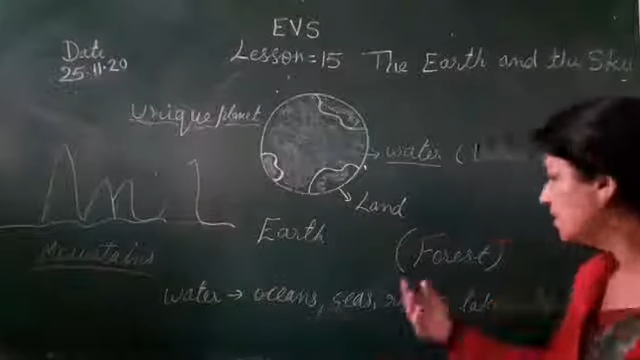 EVS
Date
25.11.20
Lesson=15 The Earth and the Sky
Unique planet
water (
Land
Earth
(Forest)
Mountains
water → oceans, seas,